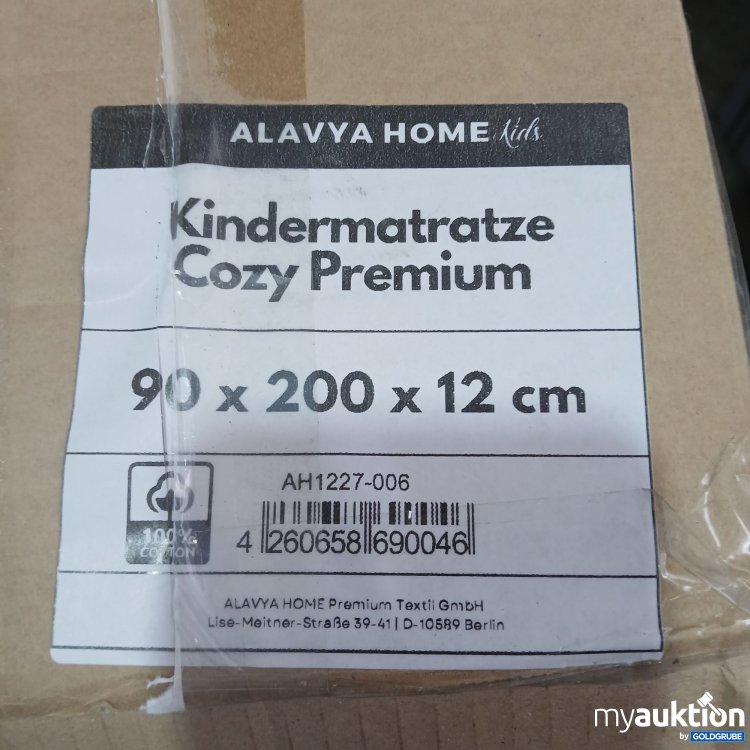 ALAVYA HOME Kids
Kindermatratze
Cozy Premium
90 x 200 x 12 cm
AH1227-006
100%
COTTON
4 260658 690046
ALAVYA HOME Premium Textil GmbH
Lise-Meitner-Straße 39-41 | D-10589 Berlin
myauktion
by GOLDGRUBE